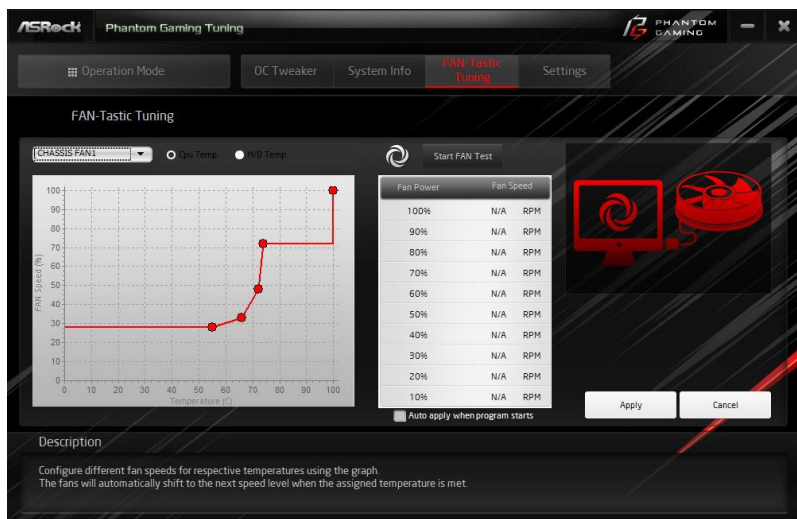 ASRock Phantom Gaming Tuning PHANTOM GAMING
Operation Mode OC Tweaker System Info FAN-Tastic Tuning Settings
FAN-Tastic Tuning
CHASSIS FAN1 Cpu Temp. M/B Temp.
Start FAN Test
100
90
80
70
60
50
40
30
20
10
0
FAN Speed (%)
0 10 20 30 40 50 60 70 80 90 100
Temperature (C)
Fan Power Fan Speed
100% N/A RPM
90% N/A RPM
80% N/A RPM
70% N/A RPM
60% N/A RPM
50% N/A RPM
40% N/A RPM
30% N/A RPM
20% N/A RPM
10% N/A RPM
Auto apply when program starts
Apply Cancel
Description
Configure different fan speeds for respective temperatures using the graph.
The fans will automatically shift to the next speed level when the assigned temperature is met.